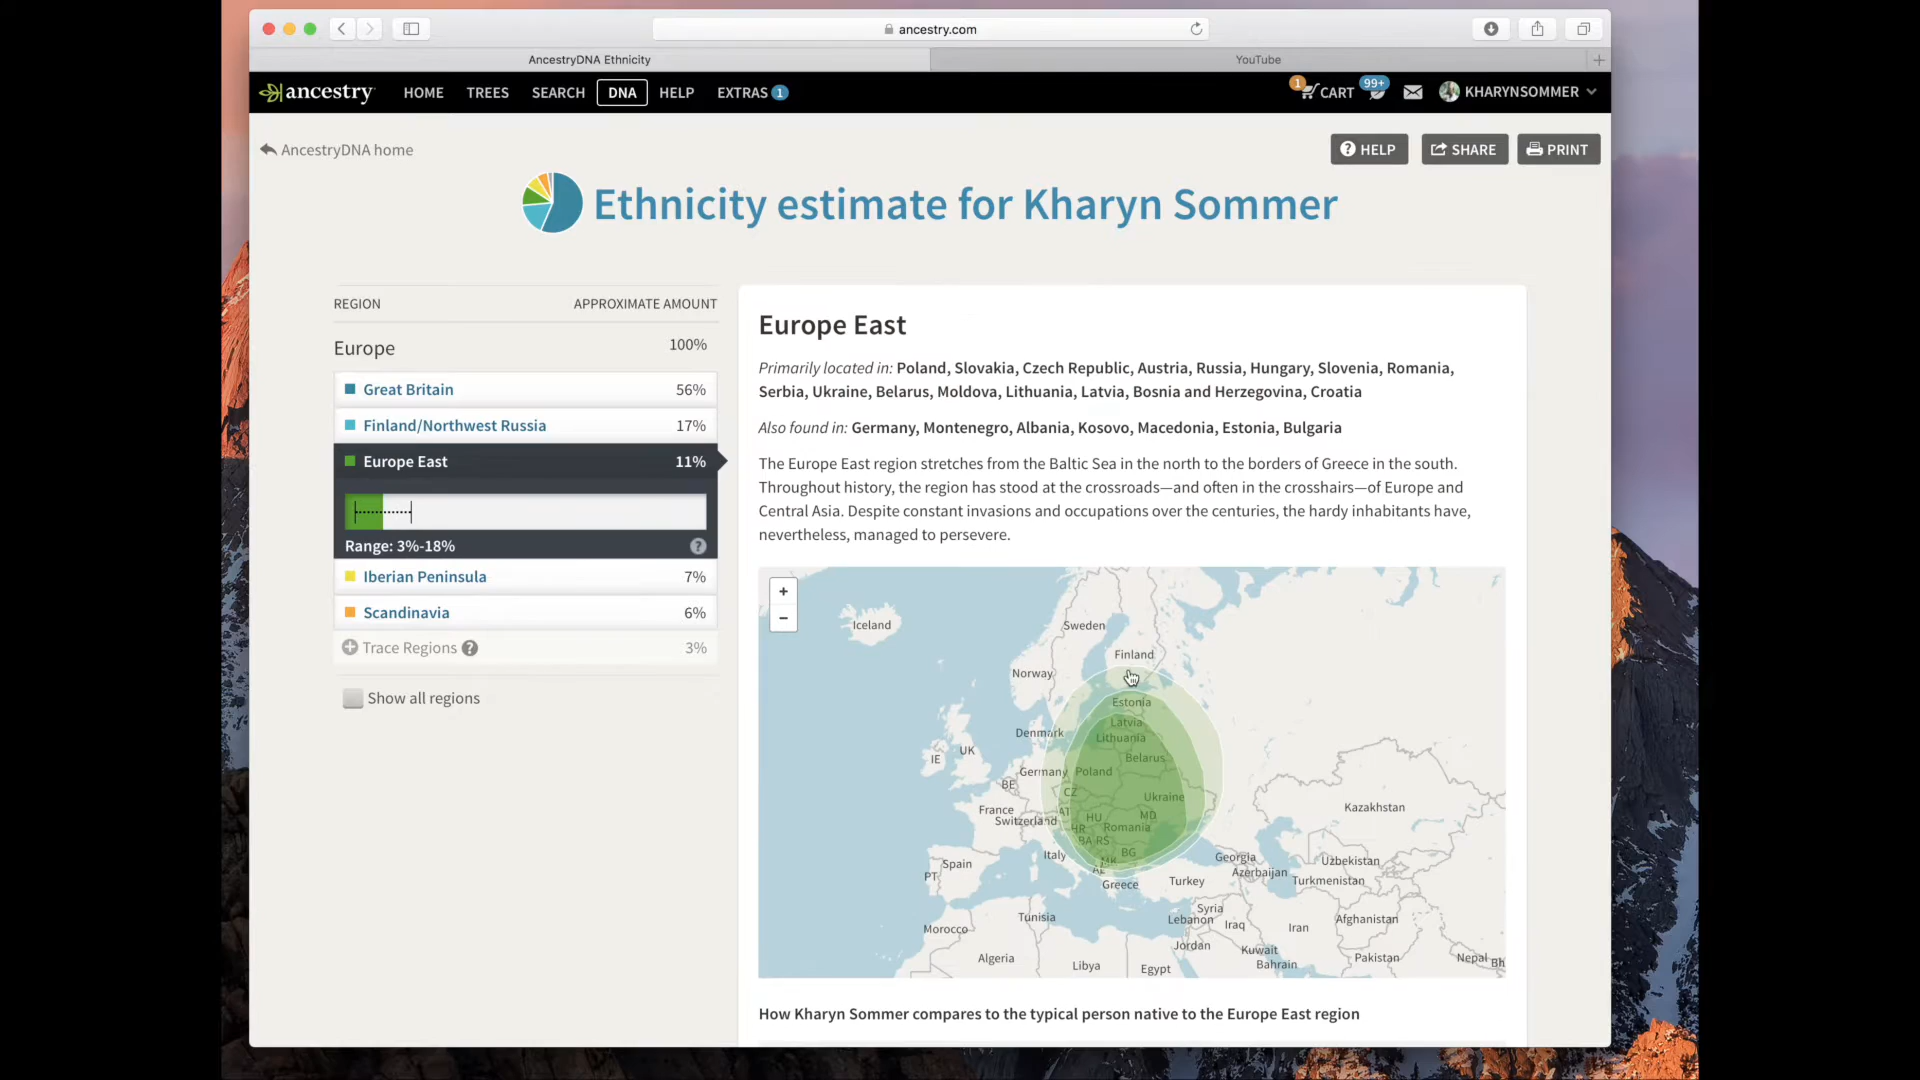 ancestry.com
AncestryDNA Ethnicity
YouTube
ancestry
HOME
TREES
SEARCH
DNA
HELP
EXTRAS 1
1 CART
99+
KHARYNSOMMER
AncestryDNA home
HELP
SHARE
PRINT
Ethnicity estimate for Kharyn Sommer
REGION APPROXIMATE AMOUNT
Europe 100%
Great Britain 56%
Finland/Northwest Russia 17%
Europe East 11%
Range: 3%-18% ?
Iberian Peninsula 7%
Scandinavia 6%
Trace Regions ? 3%
Show all regions
Europe East
Primarily located in: Poland, Slovakia, Czech Republic, Austria, Russia, Hungary, Slovenia, Romania,
Serbia, Ukraine, Belarus, Moldova, Lithuania, Latvia, Bosnia and Herzegovina, Croatia
Also found in: Germany, Montenegro, Albania, Kosovo, Macedonia, Estonia, Bulgaria
The Europe East region stretches from the Baltic Sea in the north to the borders of Greece in the south.
Throughout history, the region has stood at the crossroads—and often in the crosshairs—of Europe and
Central Asia. Despite constant invasions and occupations over the centuries, the hardy inhabitants have,
nevertheless, managed to persevere.
+
−
Iceland
Sweden
Finland
Norway
Estonia
Latvia
Denmark
Lithuania
UK
IE
Belarus
Germany
Poland
BE
CZ
Ukraine
France
AT
HU
MD
Kazakhstan
Switzerland
HR
Romania
BA RS
Italy
BG
MK
AL
Georgia
Uzbekistan
Spain
PT
Greece
Turkey
Azerbaijan
Turkmenistan
Tunisia
Syria
Lebanon
Iraq
Iran
Afghanistan
Morocco
Jordan
Kuwait
Algeria
Libya
Egypt
Bahrain
Pakistan
Nepal
Bh
How Kharyn Sommer compares to the typical person native to the Europe East region